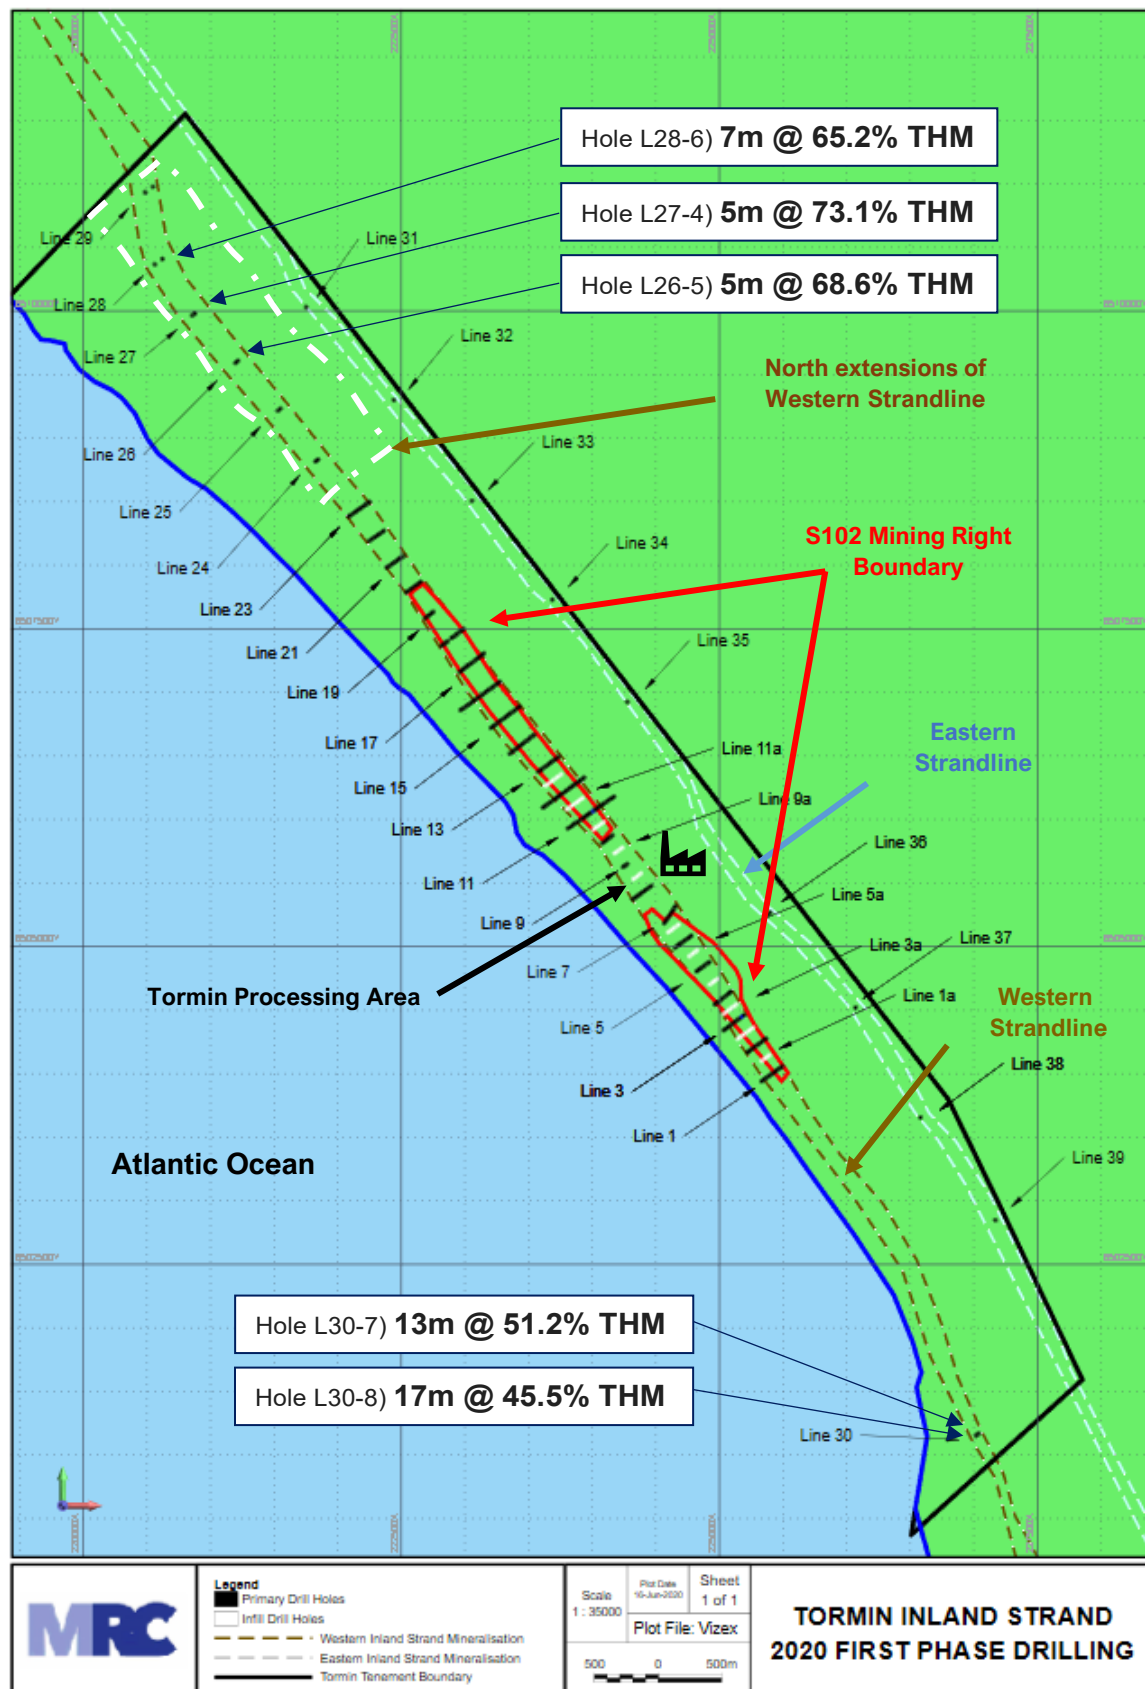 Hole L28-6) 7m @ 65.2% THM
Hole L27-4) 5m @ 73.1% THM
Hole L26-5) 5m @ 68.6% THM
Line 29
Line 31
Line 28
Line 32
Line 27
North extensions of
Western Strandline
Line 26
Line 33
Line 25
Line 34
S102 Mining Right
Boundary
Line 24
Line 23
Line 21
Line 35
Line 19
Line 17
Eastern
Strandline
Line 11a
Line 15
Line 9a
Line 13
Line 36
Line 11
Line 5a
Line 9
Line 37
Line 3a
Line 7
Tormin Processing Area
Line 1a
Western
Strandline
Line 5
Line 38
Line 3
Line 1
Atlantic Ocean
Line 39
Hole L30-7) 13m @ 51.2% THM
Hole L30-8) 17m @ 45.5% THM
Line 30
MRC
Legend
Primary Drill Holes
Infill Drill Holes
Western Inland Strand Mineralisation
Eastern Inland Strand Mineralisation
Tormin Tenement Boundary
Scale
1 : 35000
Plot Date
16-Jun-2020
Sheet
1 of 1
Plot File: Vizex
500 0 500m
TORMIN INLAND STRAND
2020 FIRST PHASE DRILLING